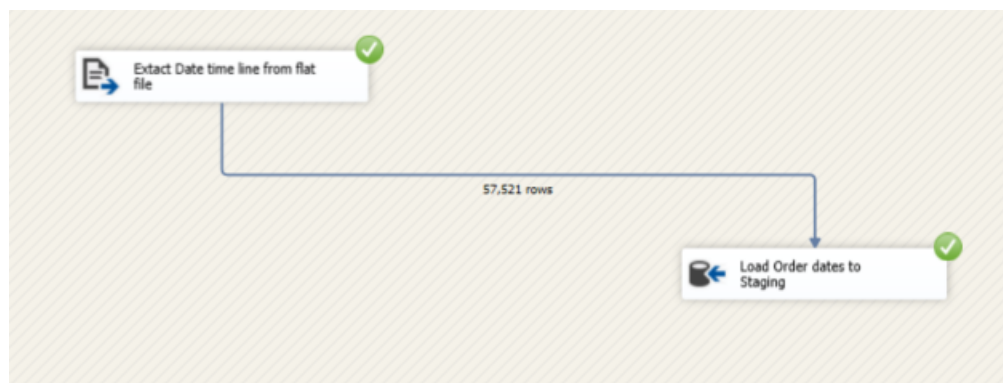 Extact Date time line from flat
file
57,521 rows
Load Order dates to
Staging